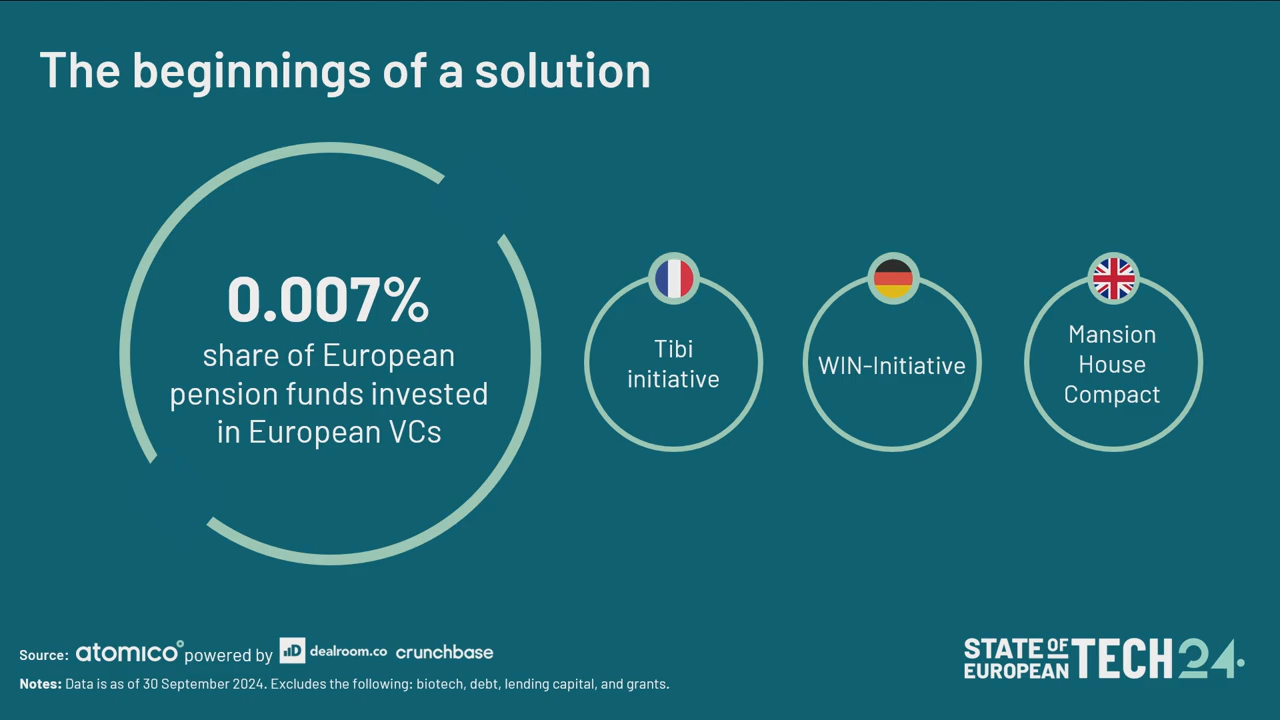 The beginnings of a solution
0.007%
share of European
pension funds invested
in European VCs
Tibi
initiative
WIN-Initiative
Mansion
House
Compact
Source: atomico° powered by dealroom.co crunchbase
Notes: Data is as of 30 September 2024. Excludes the following: biotech, debt, lending capital, and grants.
STATE OF
EUROPEAN TECH 24